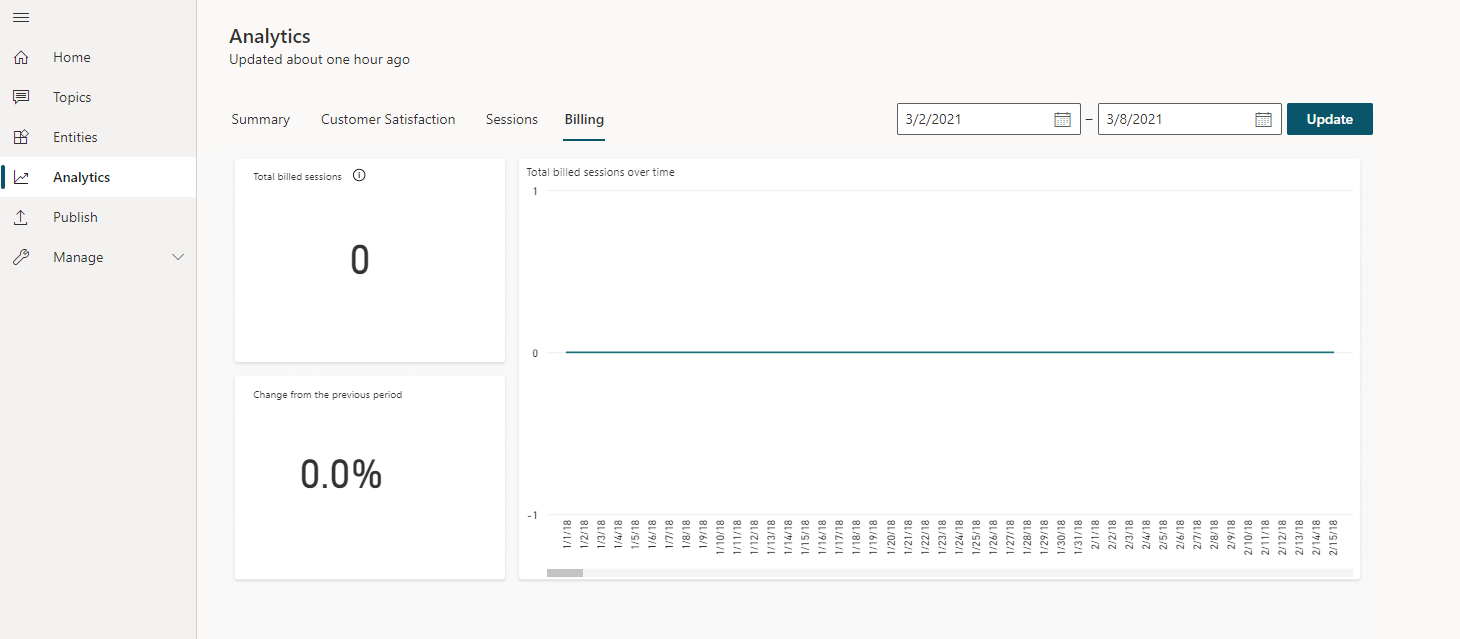 Home
Topics
Entities
Analytics
Publish
Manage
Analytics
Updated about one hour ago
Summary Customer Satisfaction Sessions Billing
3/2/2021 – 3/8/2021 Update
Total billed sessions
0
Change from the previous period
0.0%
Total billed sessions over time
1
0
-1
1/1/18 1/2/18 1/3/18 1/4/18 1/5/18 1/6/18 1/7/18 1/8/18 1/9/18 1/10/18 1/11/18 1/12/18 1/13/18 1/14/18 1/15/18 1/16/18 1/17/18 1/18/18 1/19/18 1/20/18 1/21/18 1/22/18 1/23/18 1/24/18 1/25/18 1/26/18 1/27/18 1/28/18 1/29/18 1/30/18 1/31/18 2/1/18 2/2/18 2/3/18 2/4/18 2/5/18 2/6/18 2/7/18 2/8/18 2/9/18 2/10/18 2/11/18 2/12/18 2/13/18 2/14/18 2/15/18